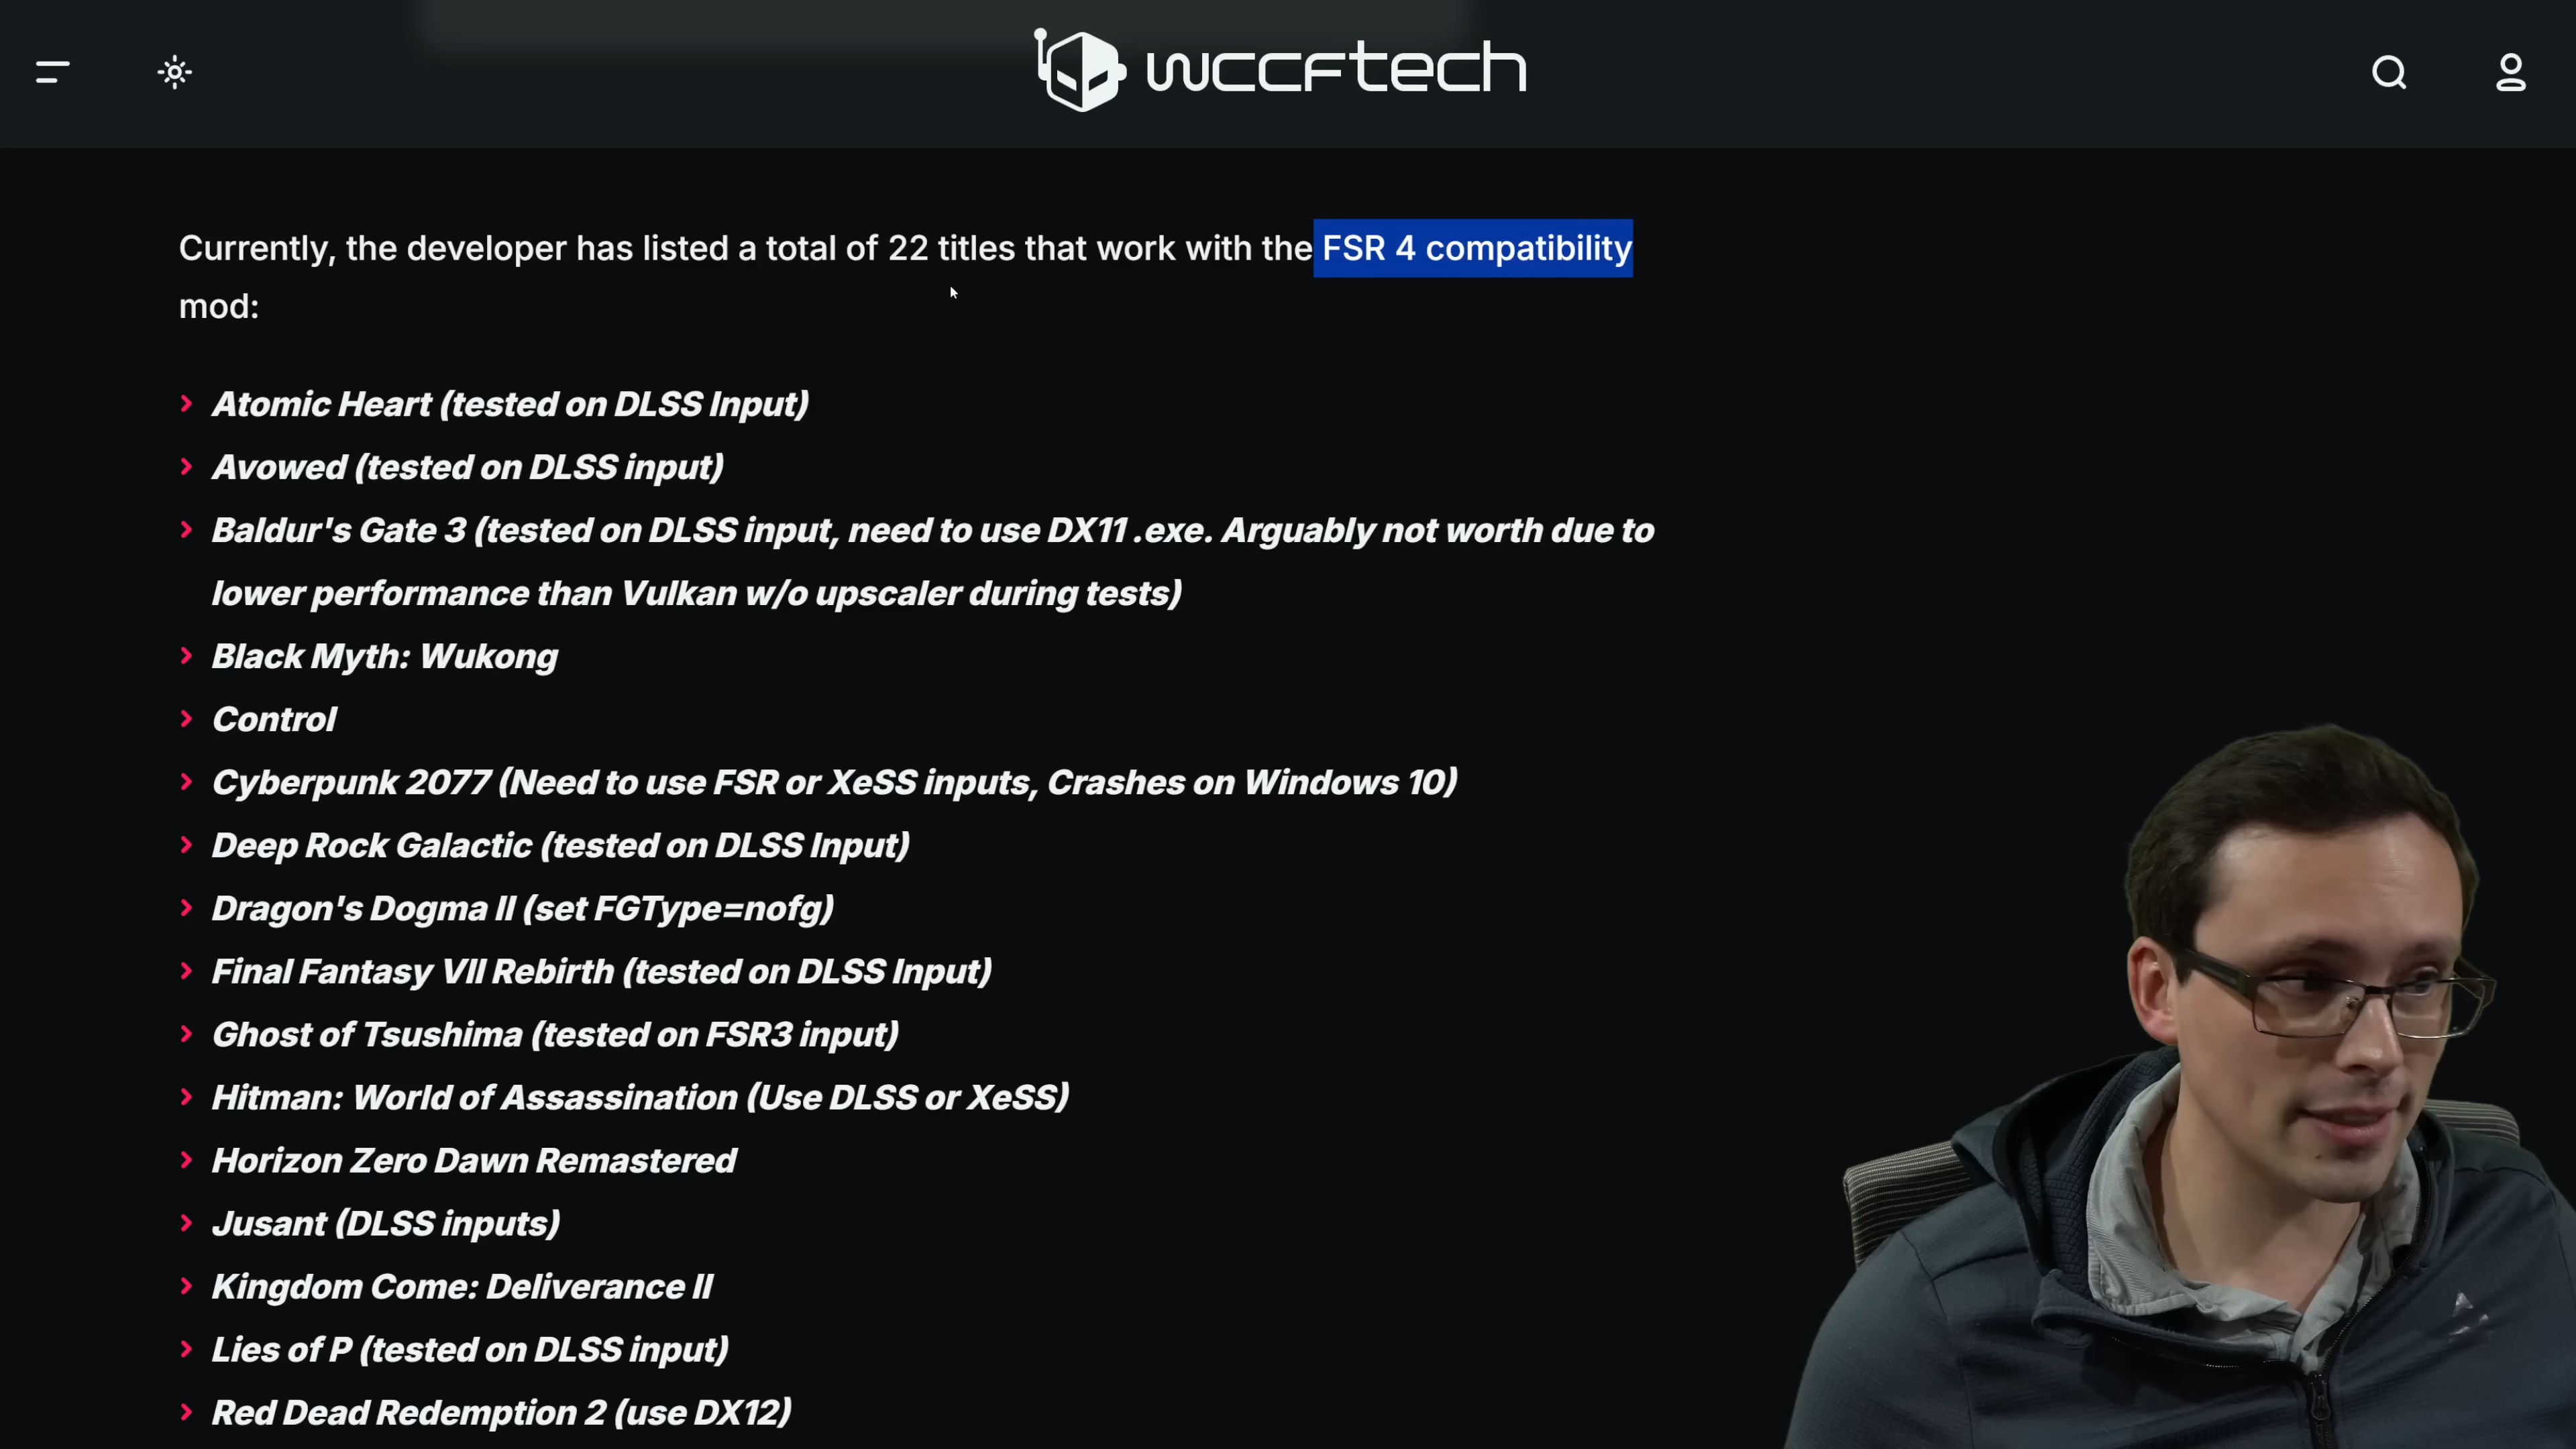 wccftech
Currently, the developer has listed a total of 22 titles that work with the FSR 4 compatibility
mod:
Atomic Heart (tested on DLSS Input)
Avowed (tested on DLSS input)
Baldur's Gate 3 (tested on DLSS input, need to use DX11 .exe. Arguably not worth due to
lower performance than Vulkan w/o upscaler during tests)
Black Myth: Wukong
Control
Cyberpunk 2077 (Need to use FSR or XeSS inputs, Crashes on Windows 10)
Deep Rock Galactic (tested on DLSS Input)
Dragon's Dogma II (set FGType=nofg)
Final Fantasy VII Rebirth (tested on DLSS Input)
Ghost of Tsushima (tested on FSR3 input)
Hitman: World of Assassination (Use DLSS or XeSS)
Horizon Zero Dawn Remastered
Jusant (DLSS inputs)
Kingdom Come: Deliverance II
Lies of P (tested on DLSS input)
Red Dead Redemption 2 (use DX12)